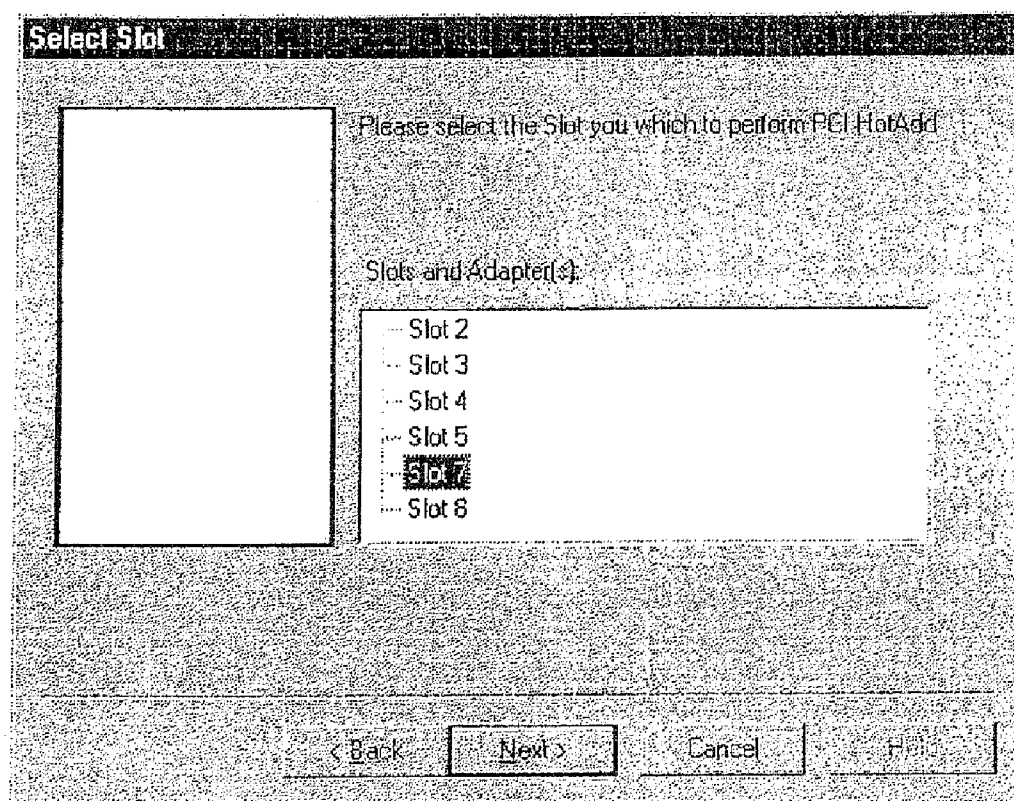 Select Slot
Please select the Slot you which to perform PCI HotAdd
Slots and Adapter(s):
Slot 2
Slot 3
Slot 4
Slot 5
Slot 7
Slot 8
< Back Next > Cancel